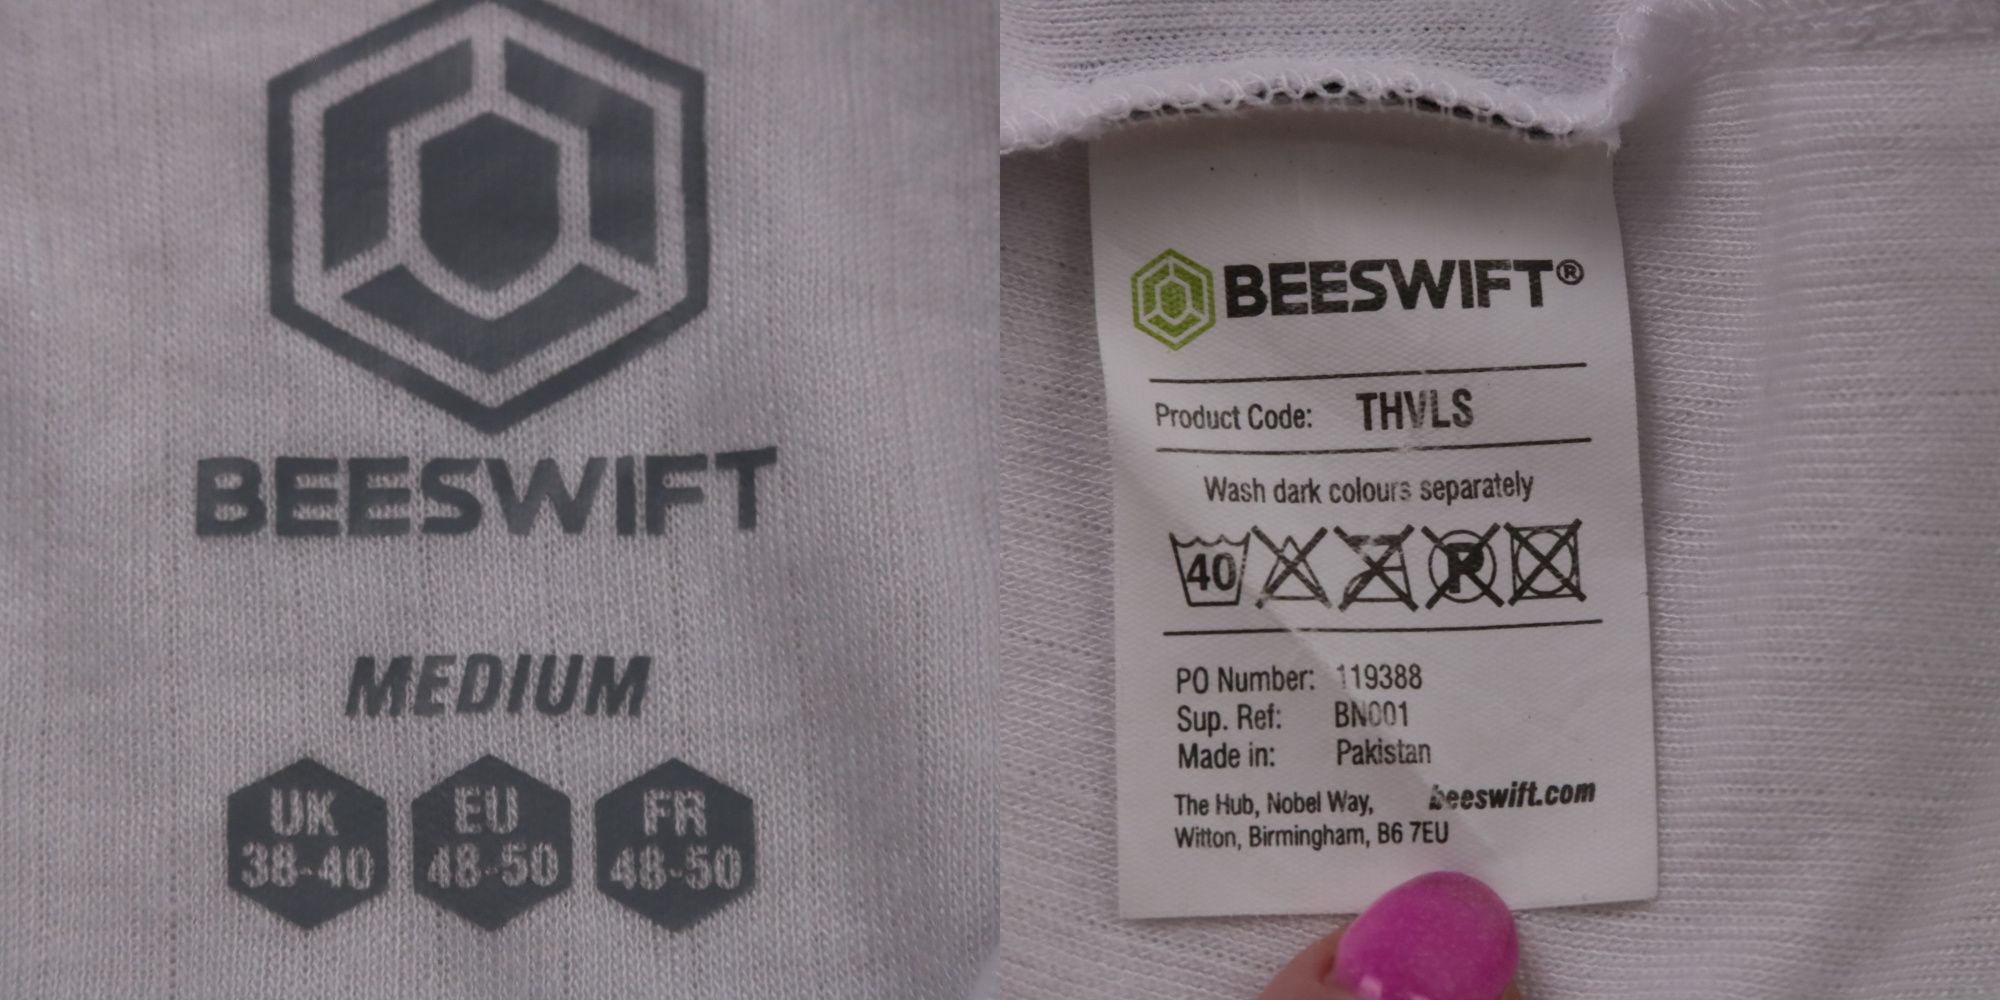 BEESWIFT
MEDIUM
UK
38-40
EU
48-50
FR
48-50
BEESWIFT®
Product Code: THVLS
Wash dark colours separately
40
P
PO Number: 119388
Sup. Ref: BN001
Made in: Pakistan
The Hub, Nobel Way, beeswift.com
Witton, Birmingham, B6 7EU